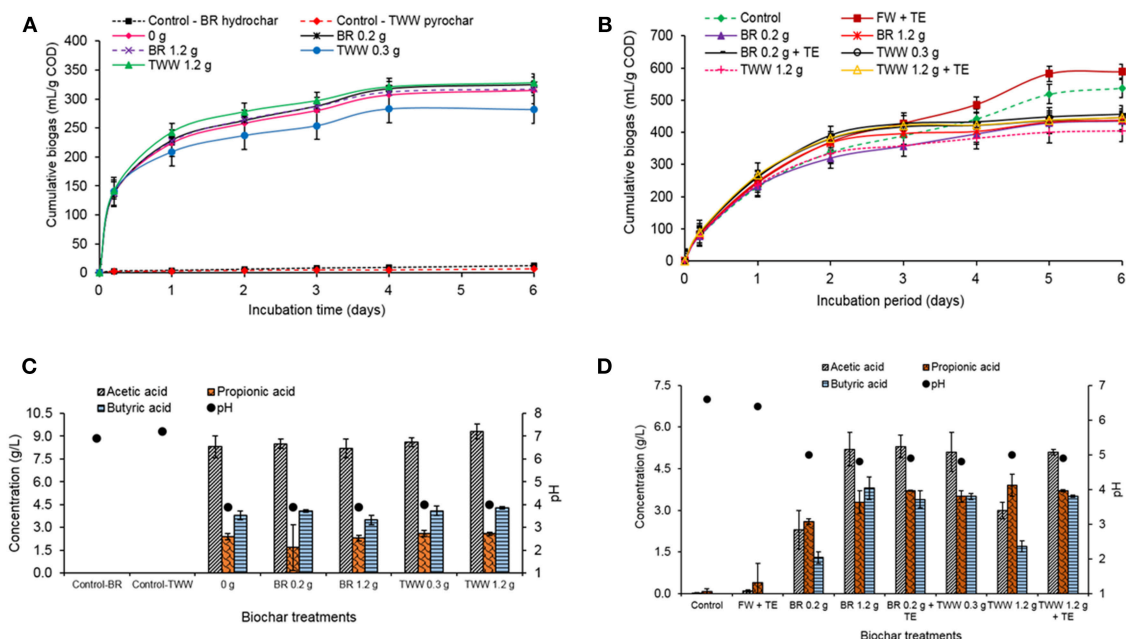 A
Control - BR hydrochar
Control - TWW pyrochar
0 g
BR 0.2 g
BR 1.2 g
TWW 0.3 g
TWW 1.2 g
Cumulative biogas (mL/g COD)
400
350
300
250
200
150
100
50
0
0 1 2 3 4 5 6
Incubation time (days)
B
Control
FW + TE
BR 0.2 g
BR 1.2 g
BR 0.2 g + TE
TWW 0.3 g
TWW 1.2 g
TWW 1.2 g + TE
Cumulative biogas (mL/g COD)
700
600
500
400
300
200
100
0
0 1 2 3 4 5 6
Incubation period (days)
C
Acetic acid
Propionic acid
Butyric acid
pH
Concentration (g/L)
10.5
9.0
7.5
6.0
4.5
3.0
1.5
0.0
8
7
6
5
4
3
2
1
pH
Control-BR Control-TWW 0 g BR 0.2 g BR 1.2 g TWW 0.3 g TWW 1.2 g
Biochar treatments
D
Acetic acid
Propionic acid
Butyric acid
pH
Concentration (g/L)
7.5
6.0
4.5
3.0
1.5
0.0
7
6
5
4
3
2
1
pH
Control FW + TE BR 0.2 g BR 1.2 g BR 0.2 g + TWW 0.3 g TWW 1.2 g TWW 1.2 g
TE + TE
Biochar treatments